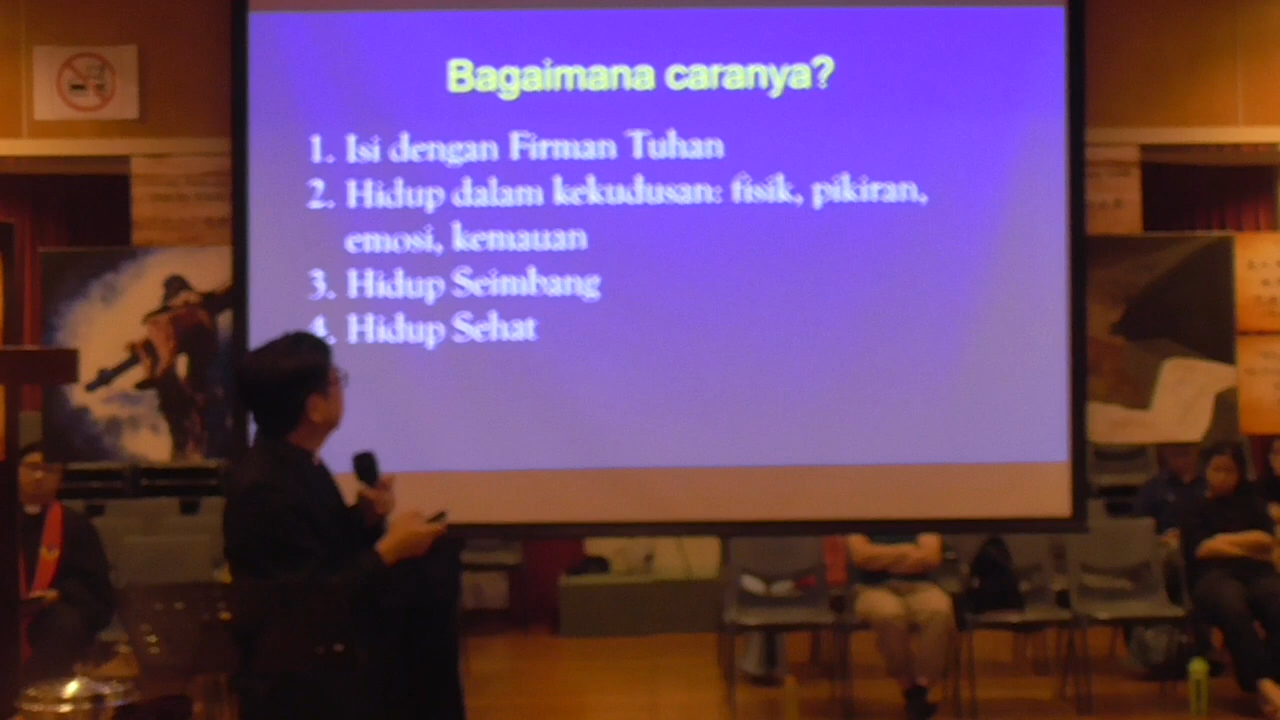 Bagaimana caranya?
1. Isi dengan Firman Tuhan
2. Hidup dalam kekudusan: fisik, pikiran,
emosi, kemauan
3. Hidup Seimbang
4. Hidup Sehat